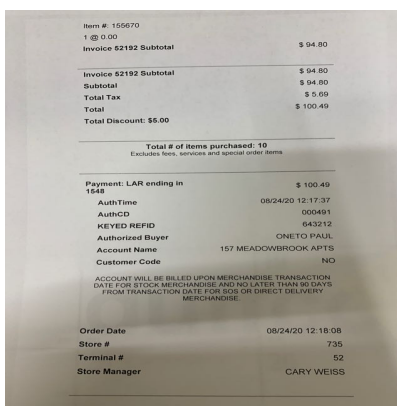 Item #: 155670
1 @ 0.00
Invoice 52192 Subtotal $ 94.80
Invoice 52192 Subtotal $ 94.80
Subtotal $ 94.80
Total Tax $ 5.69
Total $ 100.49
Total Discount: $5.00
Total # of items purchased: 10
Excludes fees, services and special order items
Payment: LAR ending in $ 100.49
1548
AuthTime 08/24/20 12:17:37
AuthCD 000491
KEYED REFID 643212
Authorized Buyer ONETO PAUL
Account Name 157 MEADOWBROOK APTS
Customer Code NO
ACCOUNT WILL BE BILLED UPON MERCHANDISE TRANSACTION
DATE FOR STOCK MERCHANDISE AND NO LATER THAN 90 DAYS
FROM TRANSACTION DATE FOR SOS OR DIRECT DELIVERY
MERCHANDISE
Order Date 08/24/20 12:18:08
Store # 735
Terminal # 52
Store Manager CARY WEISS